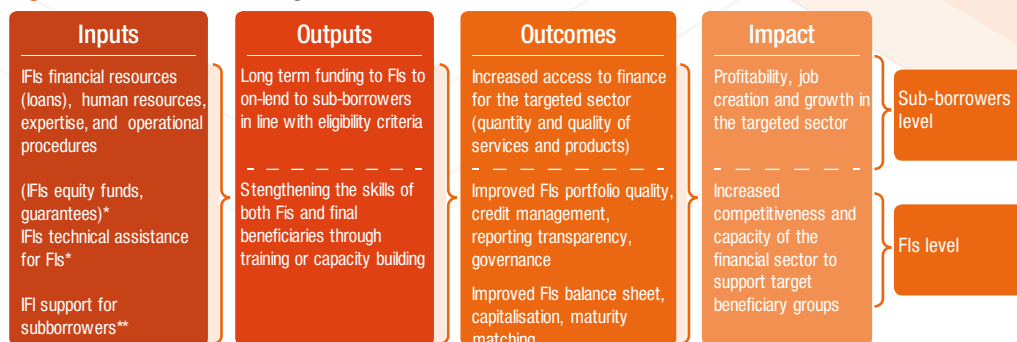 Inputs
IFIs financial resources
(loans), human resources,
expertise, and operational
procedures
(IFIs equity funds,
guarantees)*
IFIs technical assistance
for FIs*
IFI support for
subborrowers**
Outputs
Long term funding to FIs to
on-lend to sub-borrowers
in line with eligibility criteria
Stengthening the skills of
both Fis and final
beneficiaries through
training or capacity building
Outcomes
Increased access to finance
for the targeted sector
(quantity and quality of
services and products)
Improved FIs portfolio quality,
credit management,
reporting transparency,
governance
Improved FIs balance sheet,
capitalisation, maturity
matching
Impact
Profitability, job
creation and growth in
the targeted sector
Increased
competitiveness and
capacity of the
financial sector to
support target
beneficiary groups
Sub-borrowers
level
FIs level